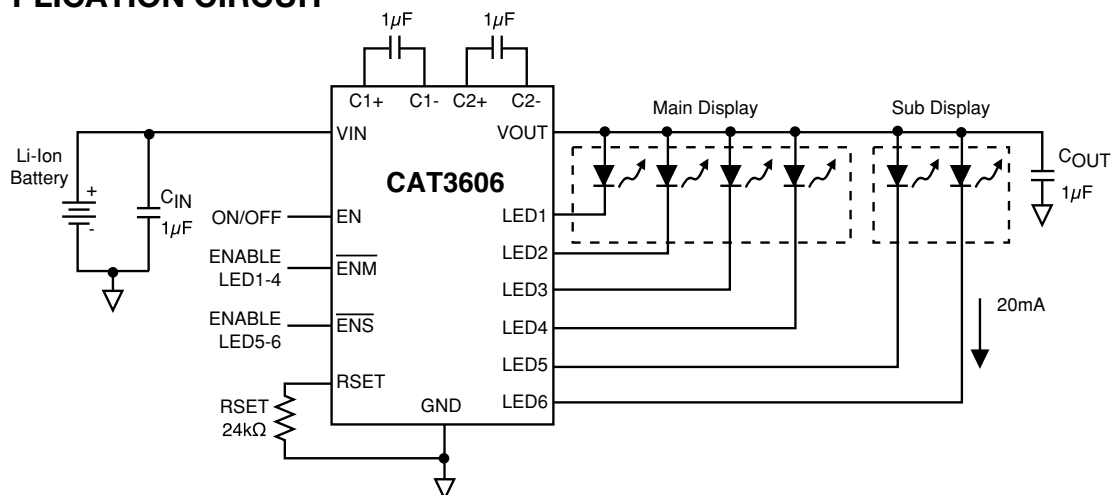 PLICATION CIRCUIT
1µF
1µF
C1+
C1-
C2+
C2-
VIN
VOUT
Main Display
Sub Display
Li-Ion
Battery
+
-
CIN
1µF
COUT
1µF
CAT3606
ON/OFF
EN
LED1
ENABLE
LED1-4
ENM
LED2
LED3
ENABLE
LED5-6
ENS
LED4
20mA
LED5
RSET
LED6
RSET
24kΩ
GND